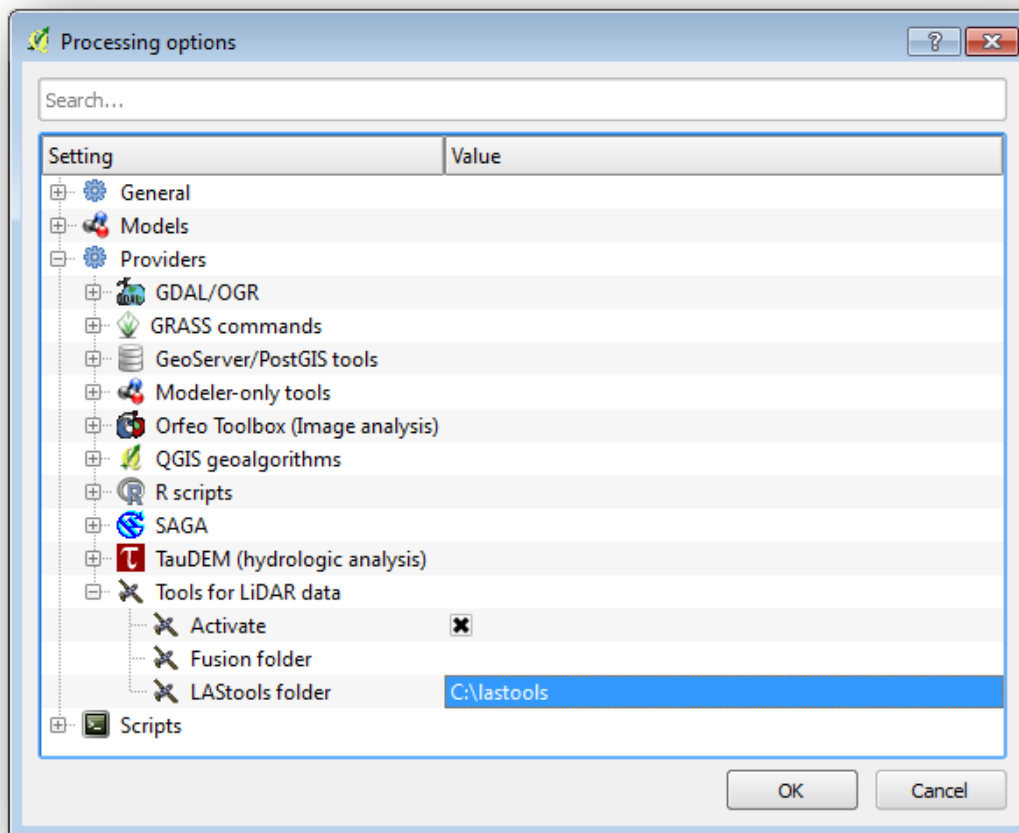 Processing options
Search...
Setting Value
General
Models
Providers
GDAL/OGR
GRASS commands
GeoServer/PostGIS tools
Modeler-only tools
Orfeo Toolbox (Image analysis)
QGIS geoalgorithms
R scripts
SAGA
TauDEM (hydrologic analysis)
Tools for LiDAR data
Activate
Fusion folder
LAStools folder C:\lastools
Scripts
OK Cancel